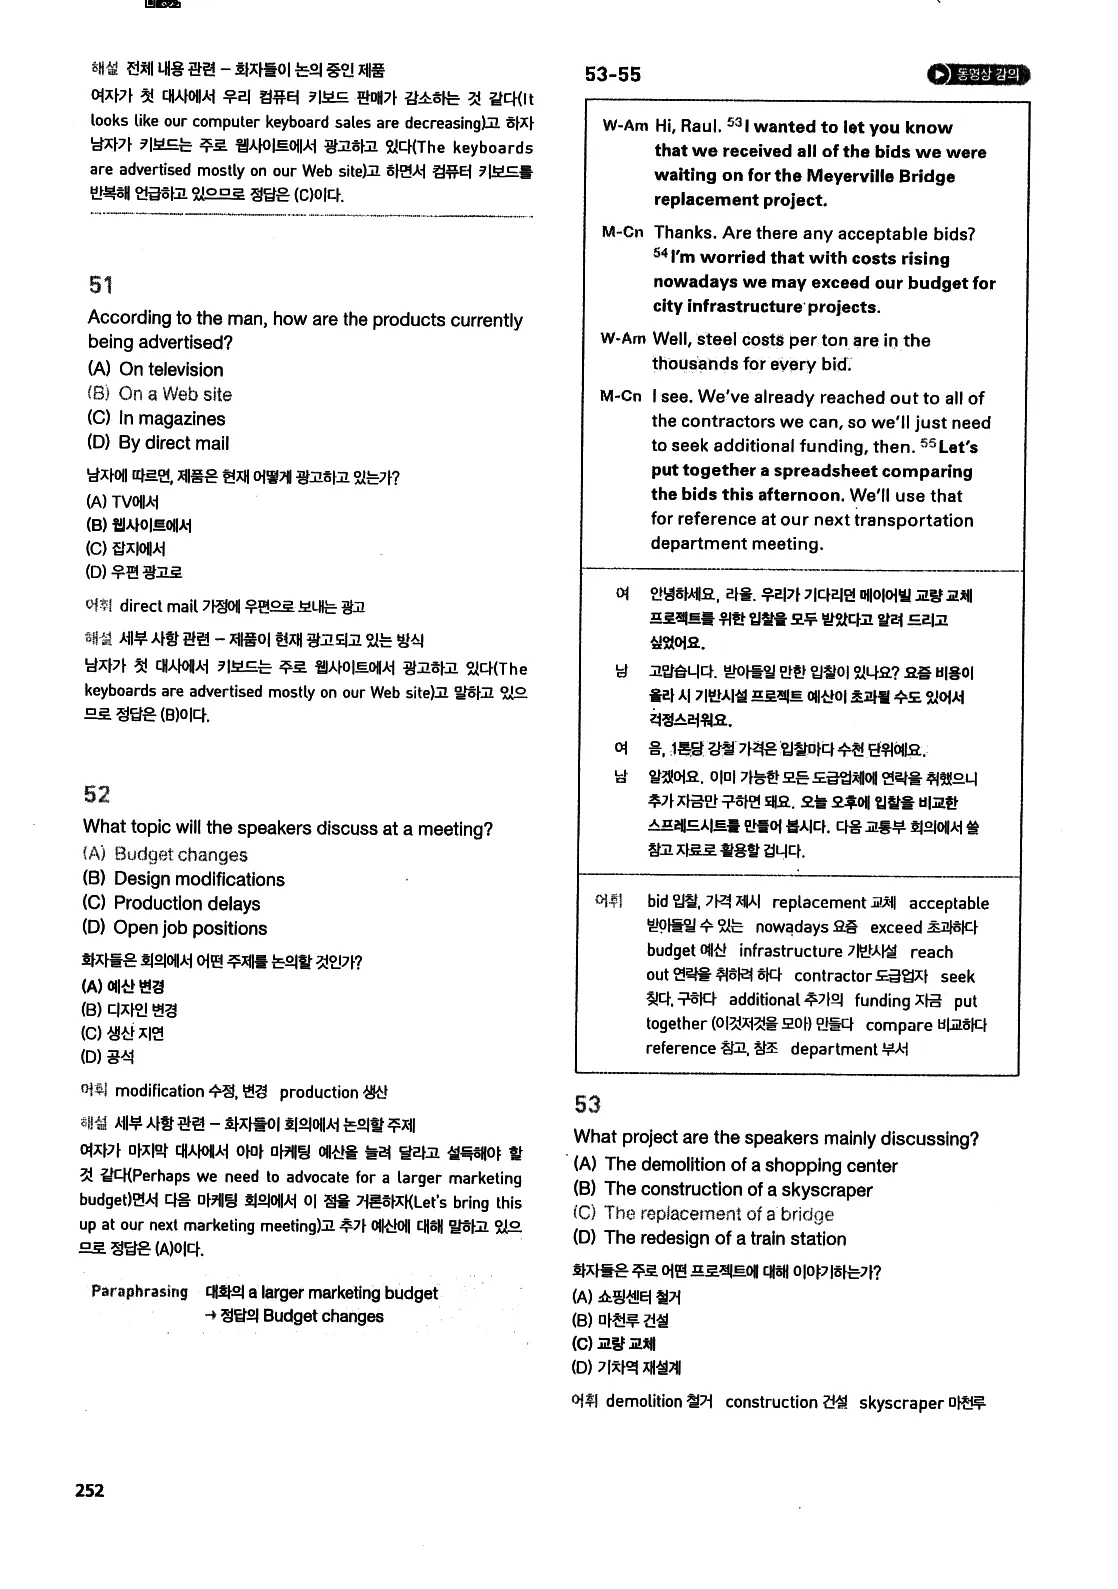 해설 전체 내용 관련 – 화자들이 논의 중인 제품
여자가 첫 대사에서 우리 컴퓨터 키보드 판매가 감소하는 것 같다(It
looks like our computer keyboard sales are decreasing)고 하자
남자가 키보드는 주로 웹사이트에서 광고하고 있다(The keyboards
are advertised mostly on our Web site)고 하면서 컴퓨터 키보드를
반복해 언급하고 있으므로 정답은 (C)이다.
51
According to the man, how are the products currently
being advertised?
(A) On television
(B) On a Web site
(C) In magazines
(D) By direct mail
남자에 따르면, 제품은 현재 어떻게 광고하고 있는가?
(A) TV에서
(B) 웹사이트에서
(C) 잡지에서
(D) 우편 광고로
어휘 direct mail 가정에 우편으로 보내는 광고
해설 세부 사항 관련 – 제품이 현재 광고되고 있는 방식
남자가 첫 대사에서 키보드는 주로 웹사이트에서 광고하고 있다(The
keyboards are advertised mostly on our Web site)고 말하고 있으
므로 정답은 (B)이다.
52
What topic will the speakers discuss at a meeting?
(A) Budget changes
(B) Design modifications
(C) Production delays
(D) Open job positions
화자들은 회의에서 어떤 주제를 논의할 것인가?
(A) 예산 변경
(B) 디자인 변경
(C) 생산 지연
(D) 공석
어휘 modification 수정, 변경 production 생산
해설 세부 사항 관련 – 화자들이 회의에서 논의할 주제
여자가 마지막 대사에서 아마 마케팅 예산을 늘려 달라고 설득해야 할
것 같다(Perhaps we need to advocate for a larger marketing
budget)면서 다음 마케팅 회의에서 이 점을 거론하자(Let's bring this
up at our next marketing meeting)고 추가 예산에 대해 말하고 있으
므로 정답은 (A)이다.
Paraphrasing 대화의 a larger marketing budget
→ 정답의 Budget changes
252
53-55
동영상 강의
W-Am Hi, Raul. 53 I wanted to let you know
that we received all of the bids we were
waiting on for the Meyerville Bridge
replacement project.
M-Cn Thanks. Are there any acceptable bids?
54 I'm worried that with costs rising
nowadays we may exceed our budget for
city infrastructure projects.
W-Am Well, steel costs per ton are in the
thousands for every bid.
M-Cn I see. We've already reached out to all of
the contractors we can, so we'll just need
to seek additional funding, then. 55 Let's
put together a spreadsheet comparing
the bids this afternoon. We'll use that
for reference at our next transportation
department meeting.
여 안녕하세요, 라울. 우리가 기다리던 메이어빌 교량 교체
프로젝트를 위한 입찰을 모두 받았다고 알려 드리고
싶었어요.
남 고맙습니다. 받아들일 만한 입찰이 있나요? 요즘 비용이
올라 시 기반시설 프로젝트 예산이 초과될 수도 있어서
걱정스러워요.
여 음, 1톤당 강철 가격은 입찰마다 수천 단위예요.
남 알겠어요. 이미 가능한 모든 도급업체에 연락을 취했으니
추가 자금만 구하면 돼요. 오늘 오후에 입찰을 비교한
스프레드시트를 만들어 봅시다. 다음 교통부 회의에서 쓸
참고 자료로 활용할 겁니다.
어휘 bid 입찰, 가격 제시 replacement 교체 acceptable
받아들일 수 있는 nowadays 요즘 exceed 초과하다
budget 예산 infrastructure 기반시설 reach
out 연락을 취하려 하다 contractor 도급업자 seek
찾다, 구하다 additional 추가의 funding 자금 put
together (이것저것을 모아) 만들다 compare 비교하다
reference 참고, 참조 department 부서
53
What project are the speakers mainly discussing?
(A) The demolition of a shopping center
(B) The construction of a skyscraper
(C) The replacement of a bridge
(D) The redesign of a train station
화자들은 주로 어떤 프로젝트에 대해 이야기하는가?
(A) 쇼핑센터 철거
(B) 마천루 건설
(C) 교량 교체
(D) 기차역 재설계
어휘 demolition 철거 construction 건설 skyscraper 마천루